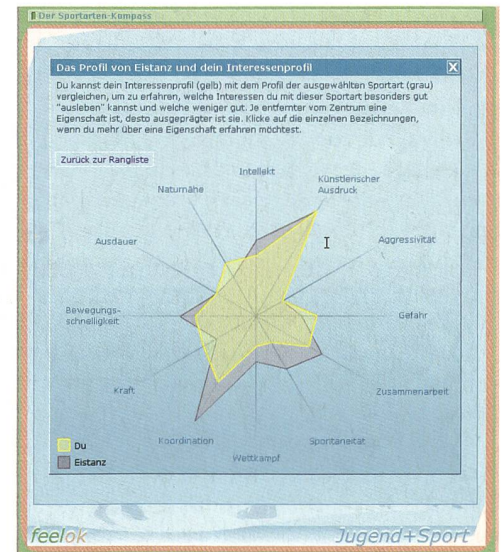 Der Sportarten-Kompass
Das Profil von Eistanz und dein Interessenprofil
X
Du kannst dein Interessenprofil (gelb) mit dem Profil der ausgewählten Sportart (grau)
vergleichen, um zu erfahren, welche Interessen du mit dieser Sportart besonders gut
"ausleben" kannst und welche weniger gut. Je entfernter vom Zentrum eine
Eigenschaft ist, desto ausgeprägter ist sie. Klicke auf die einzelnen Bezeichnungen,
wenn du mehr über eine Eigenschaft erfahren möchtest.
Zurück zur Rangliste
Intellekt
Künstlerischer
Ausdruck
Naturnähe
Ausdauer
Aggressivität
Bewegungs-
schnelligkeit
Gefahr
Kraft
Zusammenarbeit
Koordination
Spontaneität
Wettkampf
Du
Eistanz
feelok
Jugend+Sport